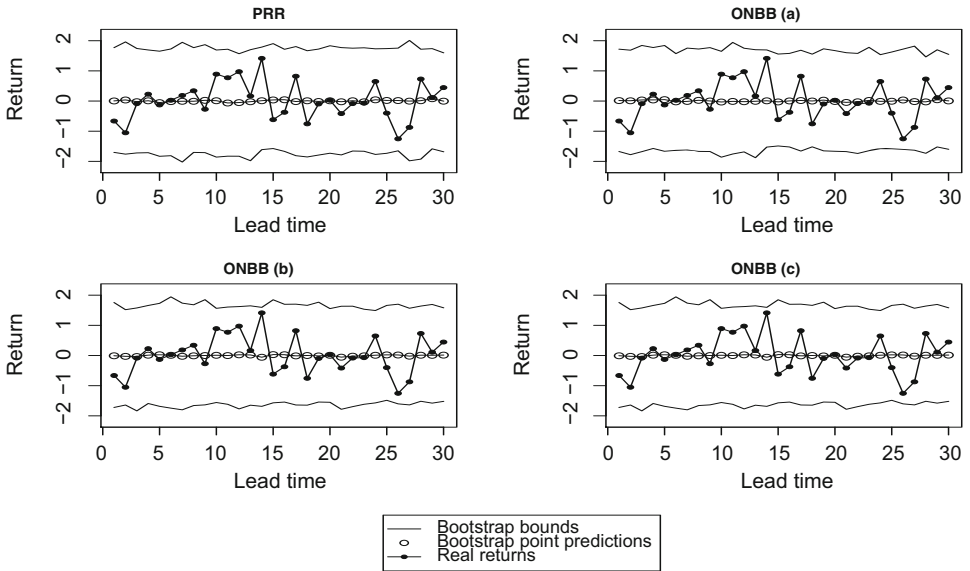 PRR
Return
2
1
0
−1
−2
0 5 10 15 20 25 30
Lead time
ONBB (a)
Return
2
1
0
−1
−2
0 5 10 15 20 25 30
Lead time
ONBB (b)
Return
2
1
0
−1
−2
0 5 10 15 20 25 30
Lead time
ONBB (c)
Return
2
1
0
−1
−2
0 5 10 15 20 25 30
Lead time
Bootstrap bounds
Bootstrap point predictions
Real returns